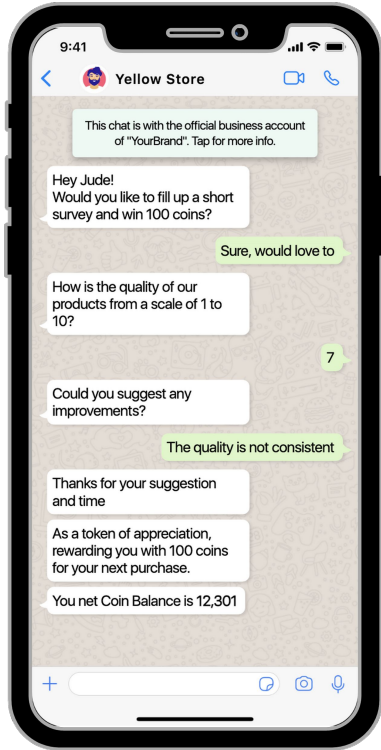 9:41
Yellow Store
This chat is with the official business account
of "YourBrand". Tap for more info.
Hey Jude!
Would you like to fill up a short
survey and win 100 coins?
Sure, would love to
How is the quality of our
products from a scale of 1 to
10?
7
Could you suggest any
improvements?
The quality is not consistent
Thanks for your suggestion
and time
As a token of appreciation,
rewarding you with 100 coins
for your next purchase.
You net Coin Balance is 12,301